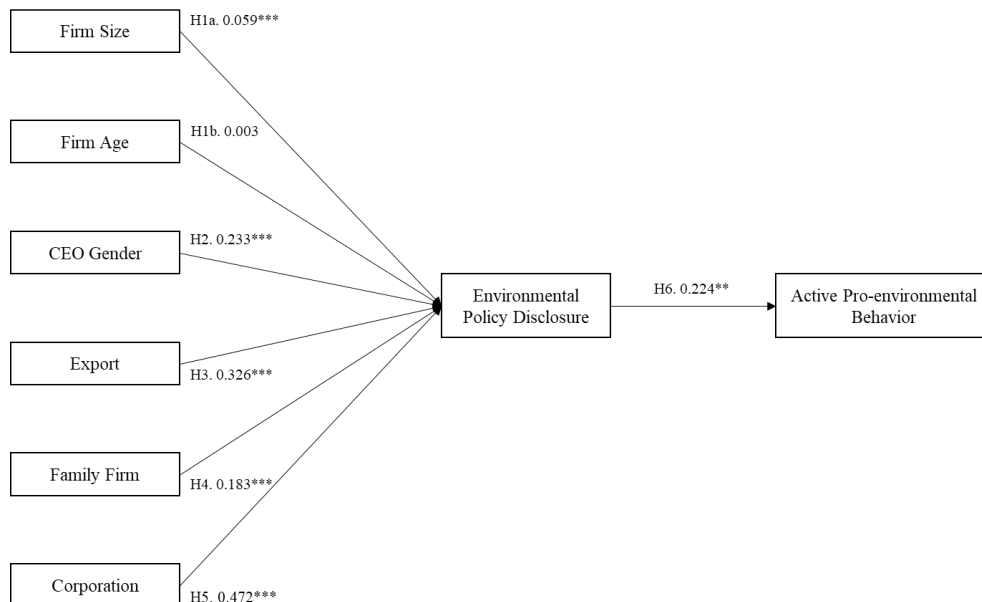 Firm Size
H1a. 0.059***
Firm Age
H1b. 0.003
CEO Gender
H2. 0.233***
Export
H3. 0.326***
Family Firm
H4. 0.183***
Corporation
H5. 0.472***
Environmental
Policy Disclosure
H6. 0.224**
Active Pro-environmental
Behavior